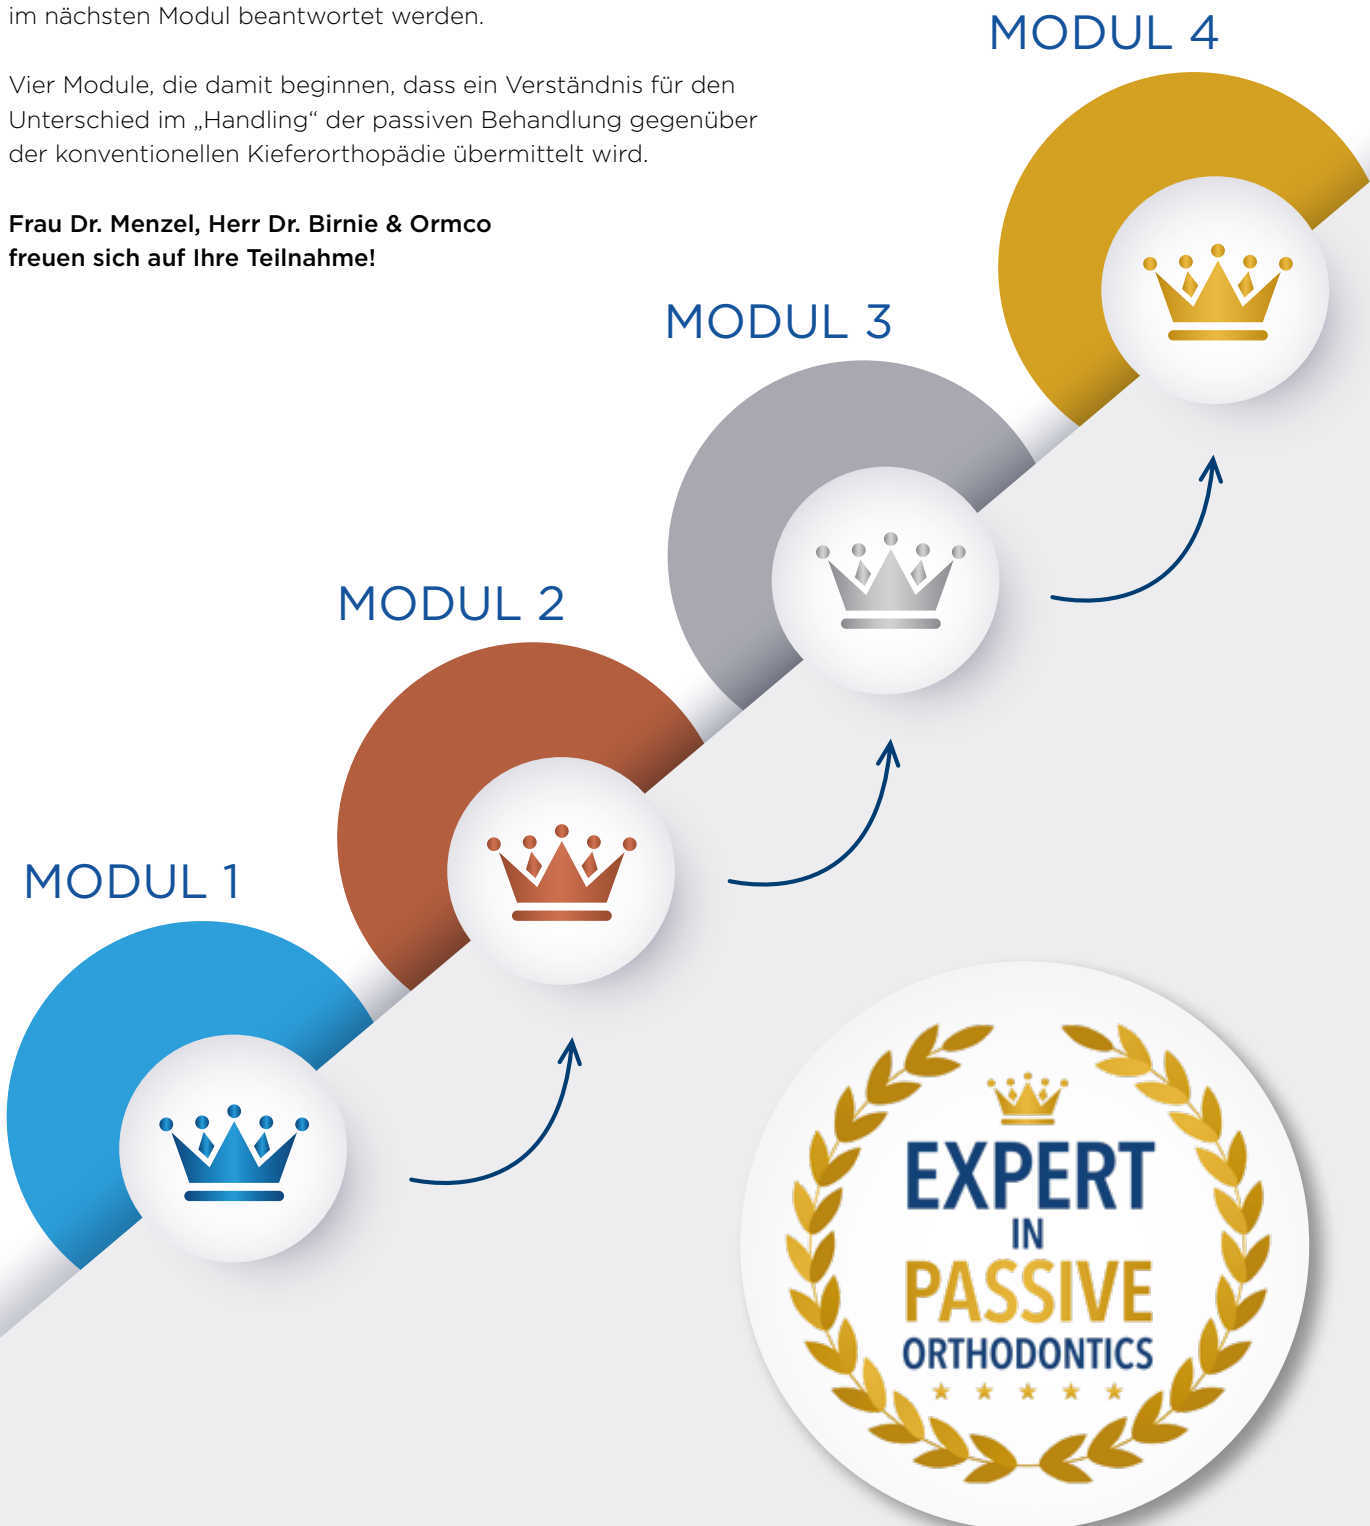 im nächsten Modul beantwortet werden.
Vier Module, die damit beginnen, dass ein Verständnis für den
Unterschied im „Handling“ der passiven Behandlung gegenüber
der konventionellen Kieferorthopädie übermittelt wird.
Frau Dr. Menzel, Herr Dr. Birnie & Ormco
freuen sich auf Ihre Teilnahme!
MODUL 4
MODUL 3
MODUL 2
MODUL 1
EXPERT
IN
PASSIVE
ORTHODONTICS